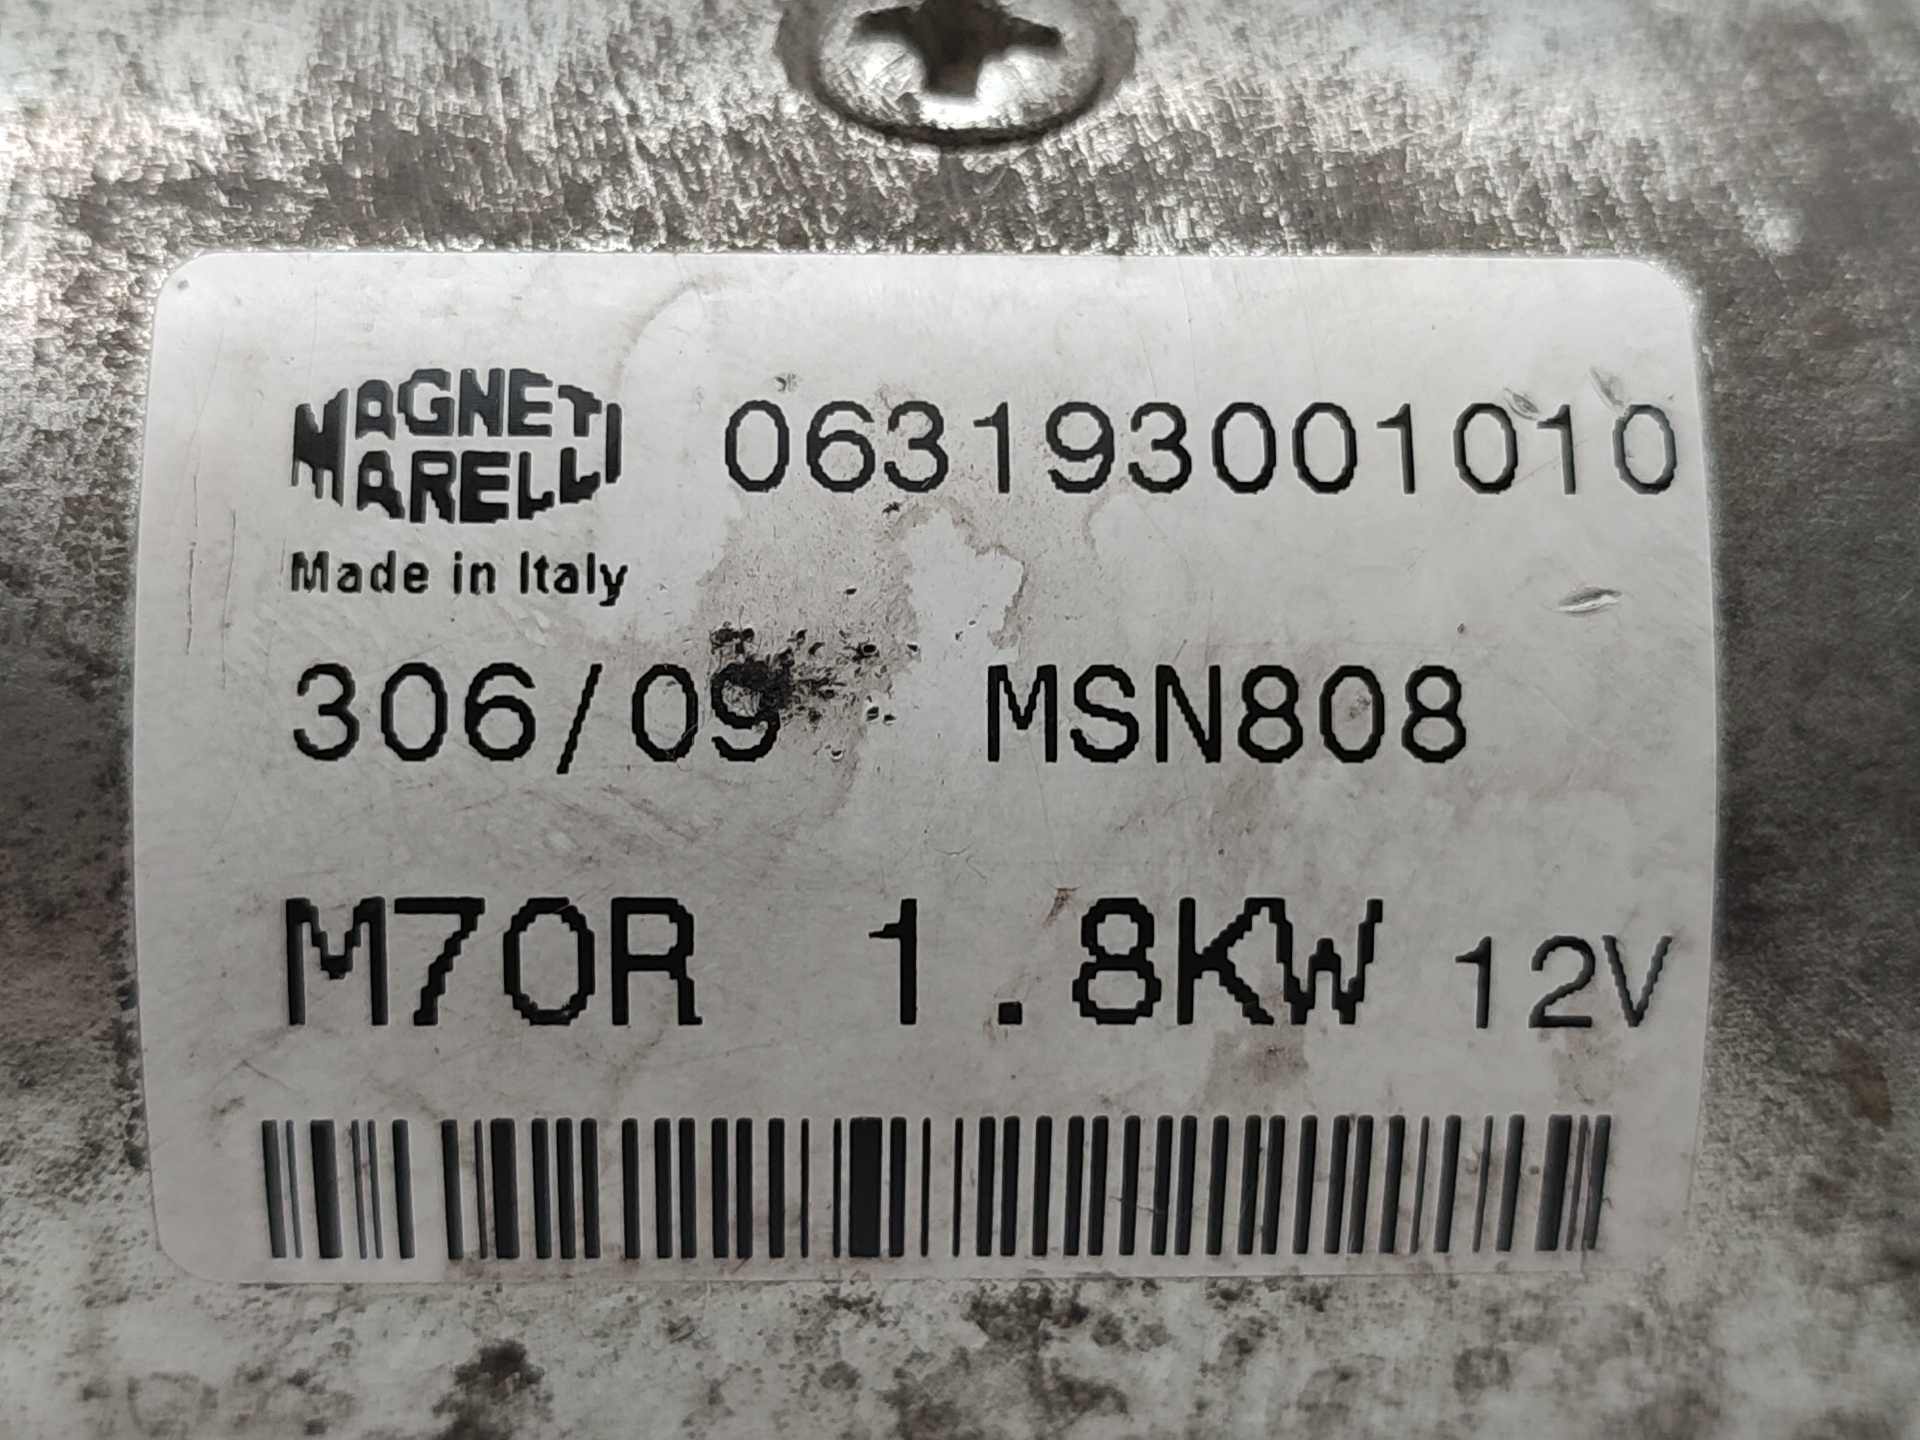 MAGNETI
MARELLI
063193001010
Made in Italy
306/09 MSN808
M70R 1.8KW 12V